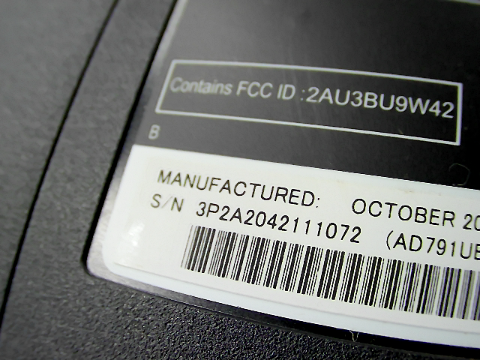 Contains FCC ID :2AU3BU9W42
B
MANUFACTURED: OCTOBER 20
S/N 3P2A2042111072 (AD791UE